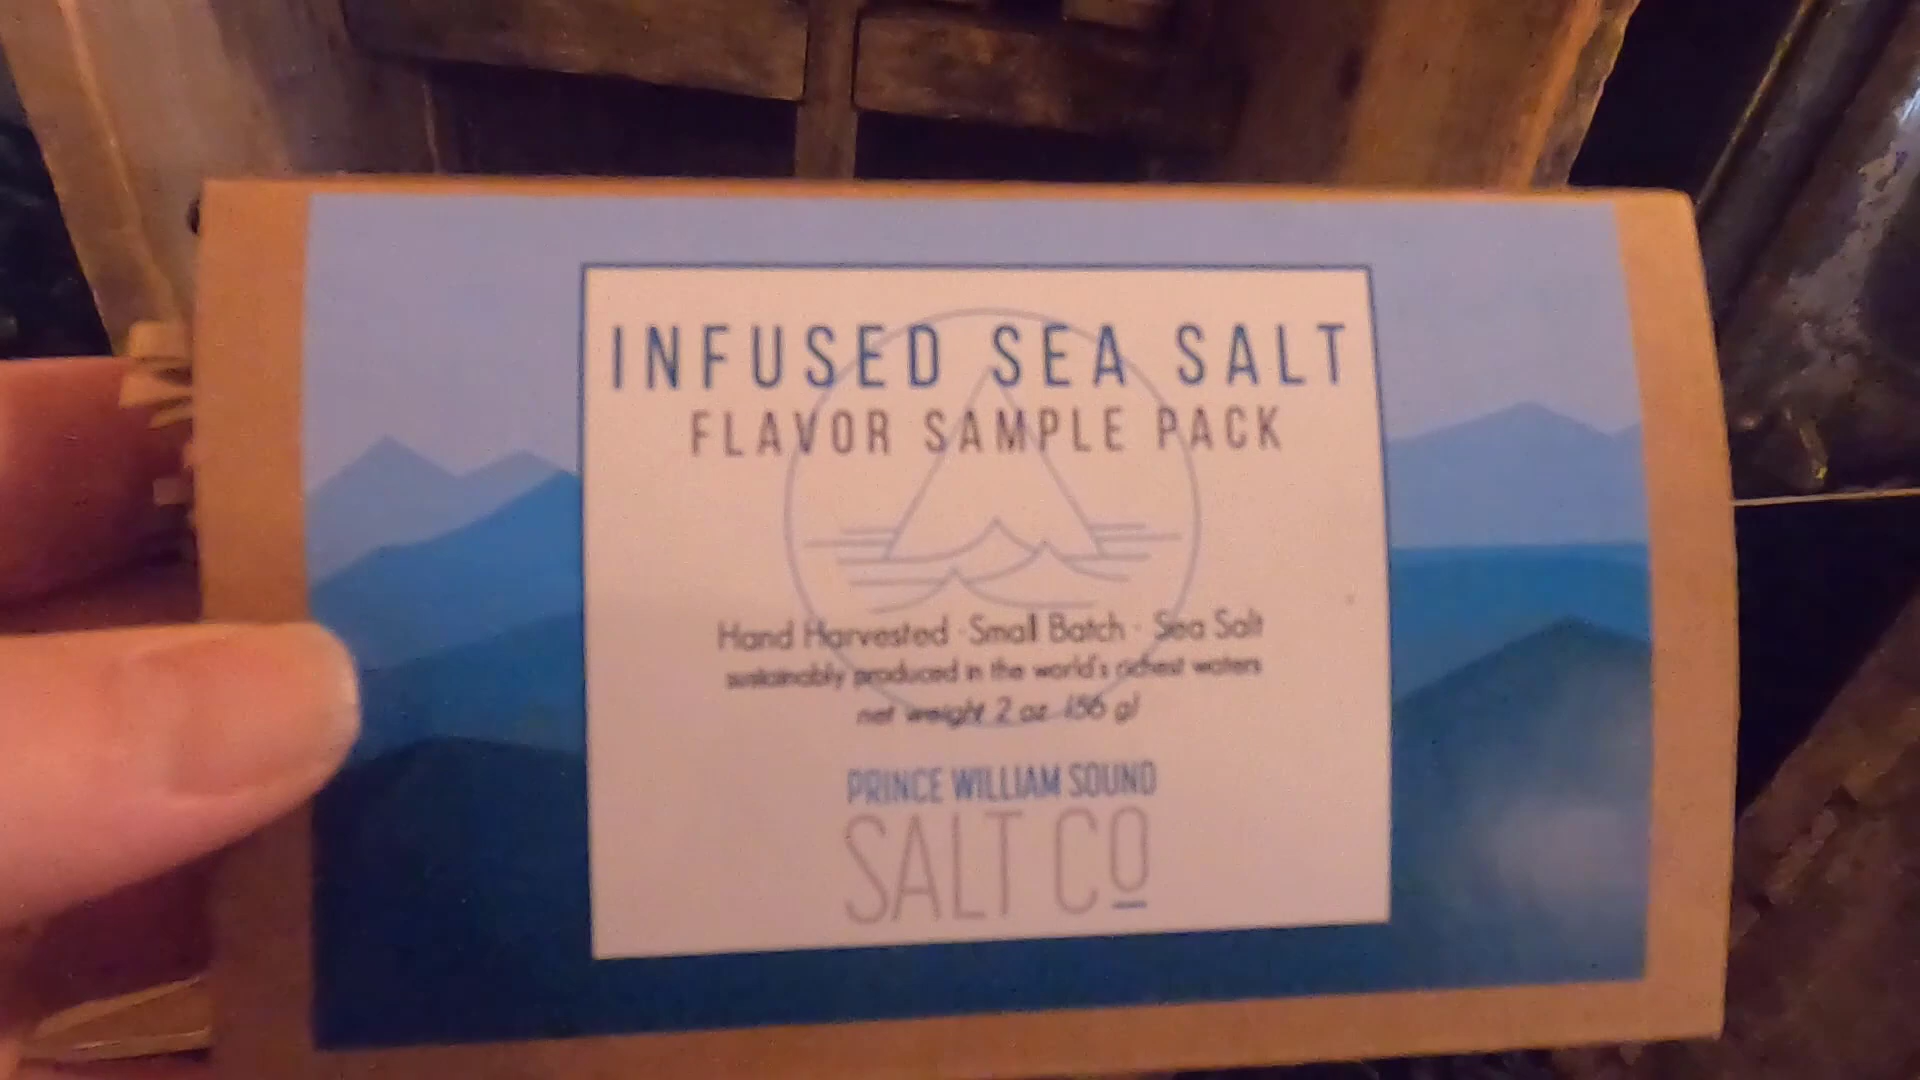 INFUSED SEA SALT
FLAVOR SAMPLE PACK
Hand Harvested · Small Batch · Sea Salt
sustainably produced in the world's richest waters
net weight 2 oz (56 g)
PRINCE WILLIAM SOUND
SALT CO